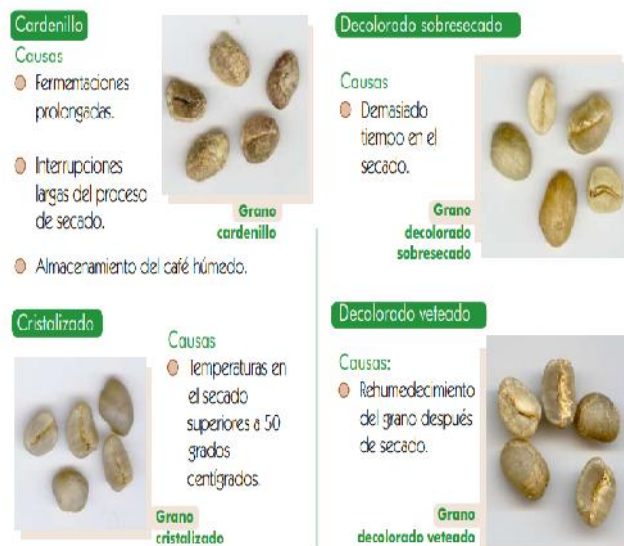 Cardenillo
Causas
Fermentaciones
prolongadas.
Interrupciones
largas del proceso
de secado.
Almacenamiento del café húmedo.
Grano
cardenillo
Decolorado sobresecado
Causas
Demasiado
tiempo en el
secado.
Grano
decolorado
sobresecado
Cristalizado
Causas
Temperaturas en
el secado
superiores a 50
grados
centígrados.
Grano
cristalizado
Decolorado veteado
Causas:
Rehumedecimiento
del grano después
de secado.
Grano
decolorado veteado